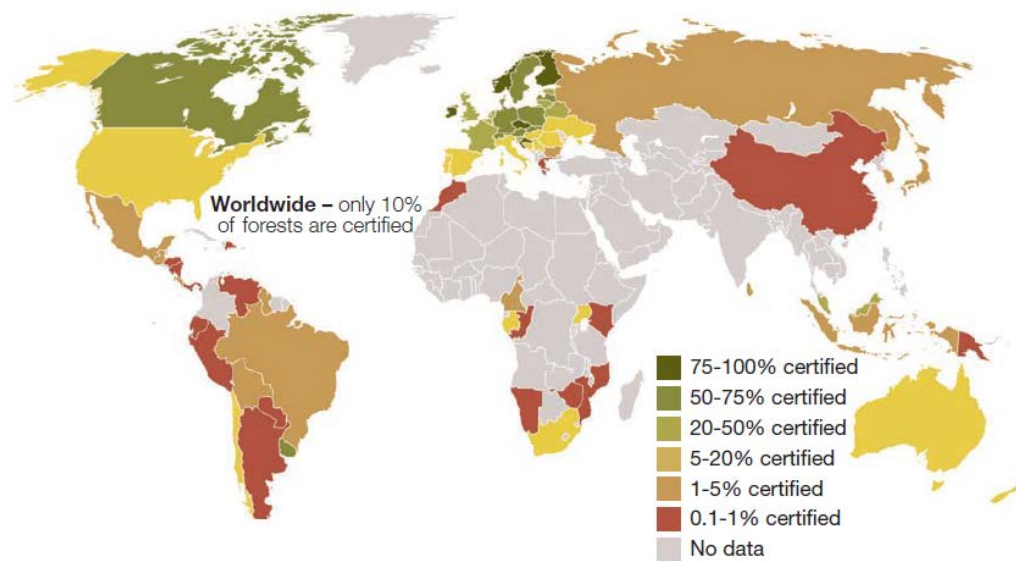 Worldwide – only 10%
of forests are certified
75-100% certified
50-75% certified
20-50% certified
5-20% certified
1-5% certified
0.1-1% certified
No data